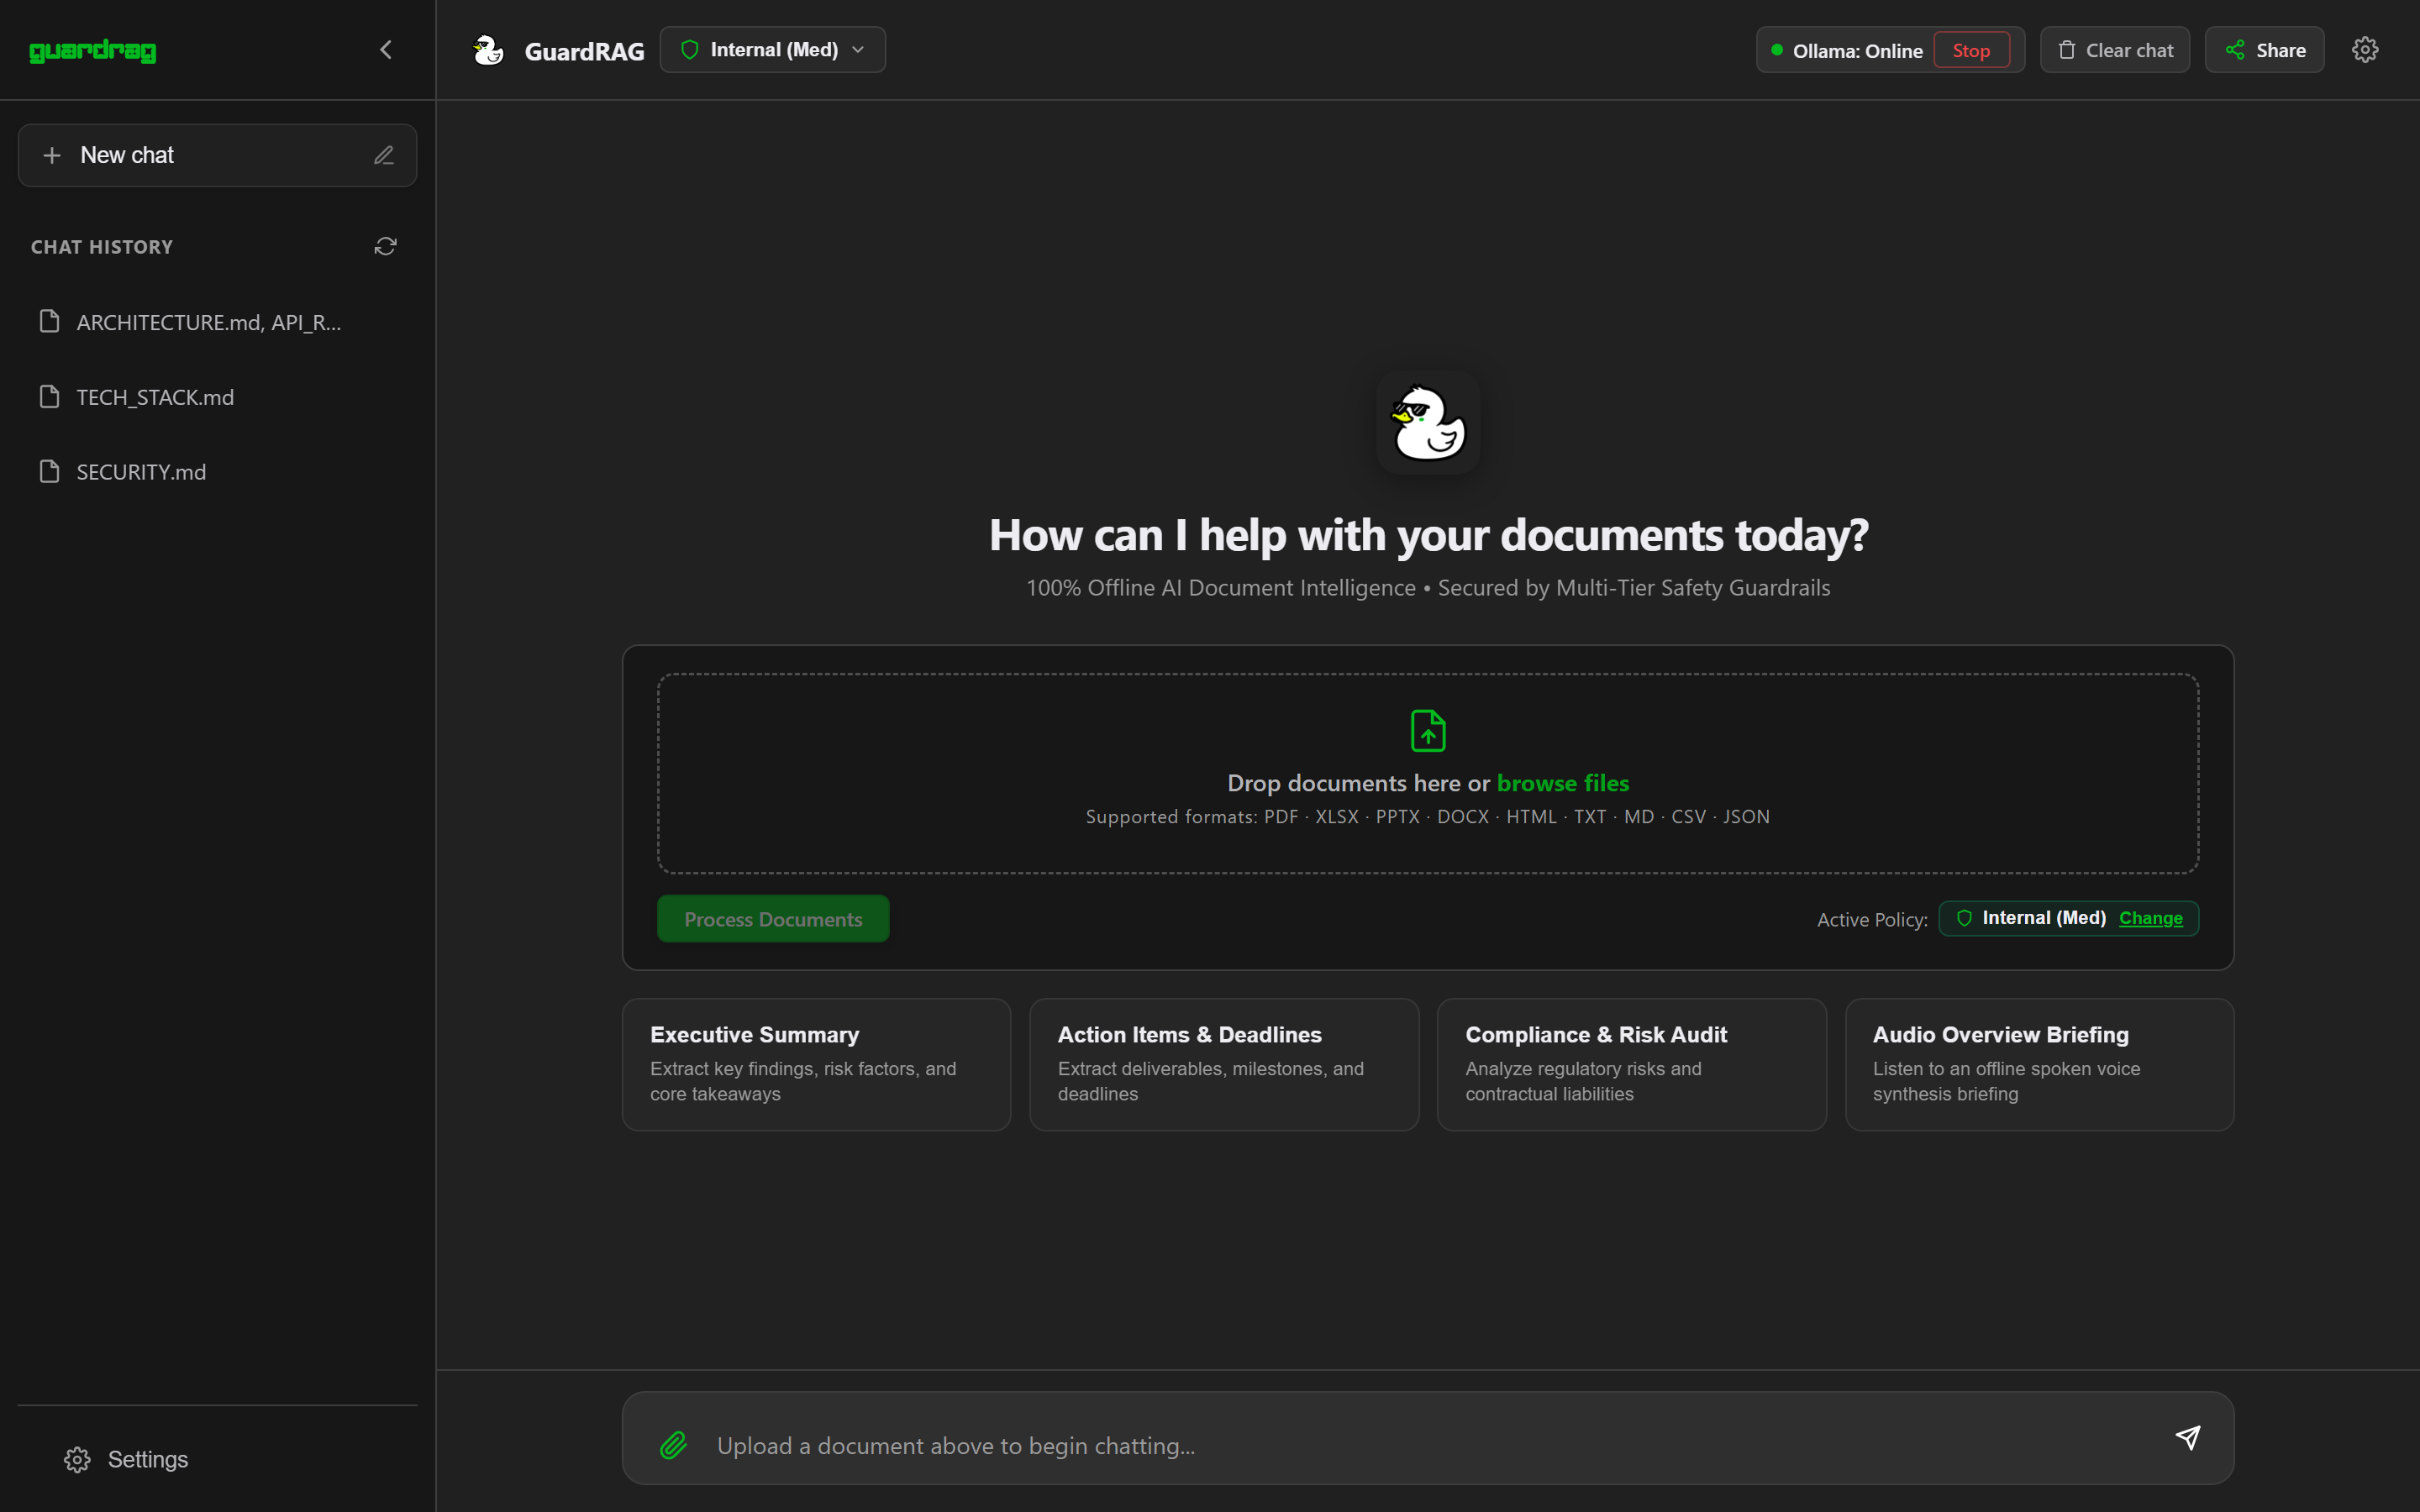 guardrag
New chat
CHAT HISTORY
ARCHITECTURE.md, API_R...
TECH_STACK.md
SECURITY.md
Settings
GuardRAG
Internal (Med)
Ollama: Online
Stop
Clear chat
Share
How can I help with your documents today?
100% Offline AI Document Intelligence • Secured by Multi-Tier Safety Guardrails
Drop documents here or browse files
Supported formats: PDF · XLSX · PPTX · DOCX · HTML · TXT · MD · CSV · JSON
Process Documents
Active Policy: Internal (Med) Change
Executive Summary
Extract key findings, risk factors, and
core takeaways
Action Items & Deadlines
Extract deliverables, milestones, and
deadlines
Compliance & Risk Audit
Analyze regulatory risks and
contractual liabilities
Audio Overview Briefing
Listen to an offline spoken voice
synthesis briefing
Upload a document above to begin chatting...